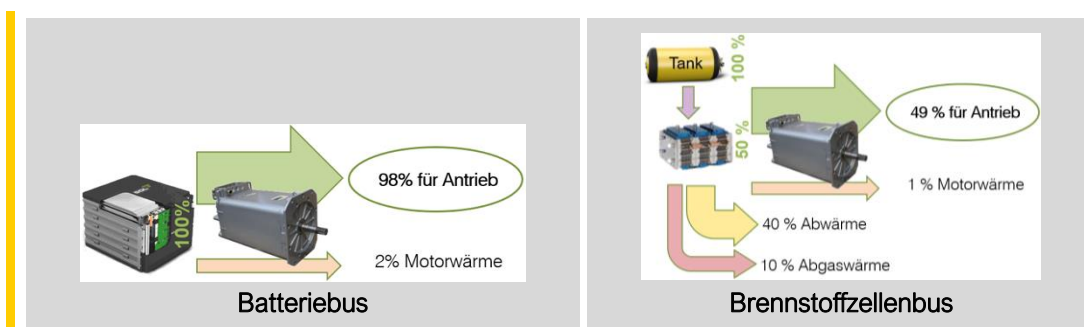 100%
98% für Antrieb
2% Motorwärme
Batteriebus
Tank
100 %
50 %
49 % für Antrieb
1 % Motorwärme
40 % Abwärme
10 % Abgaswärme
Brennstoffzellenbus